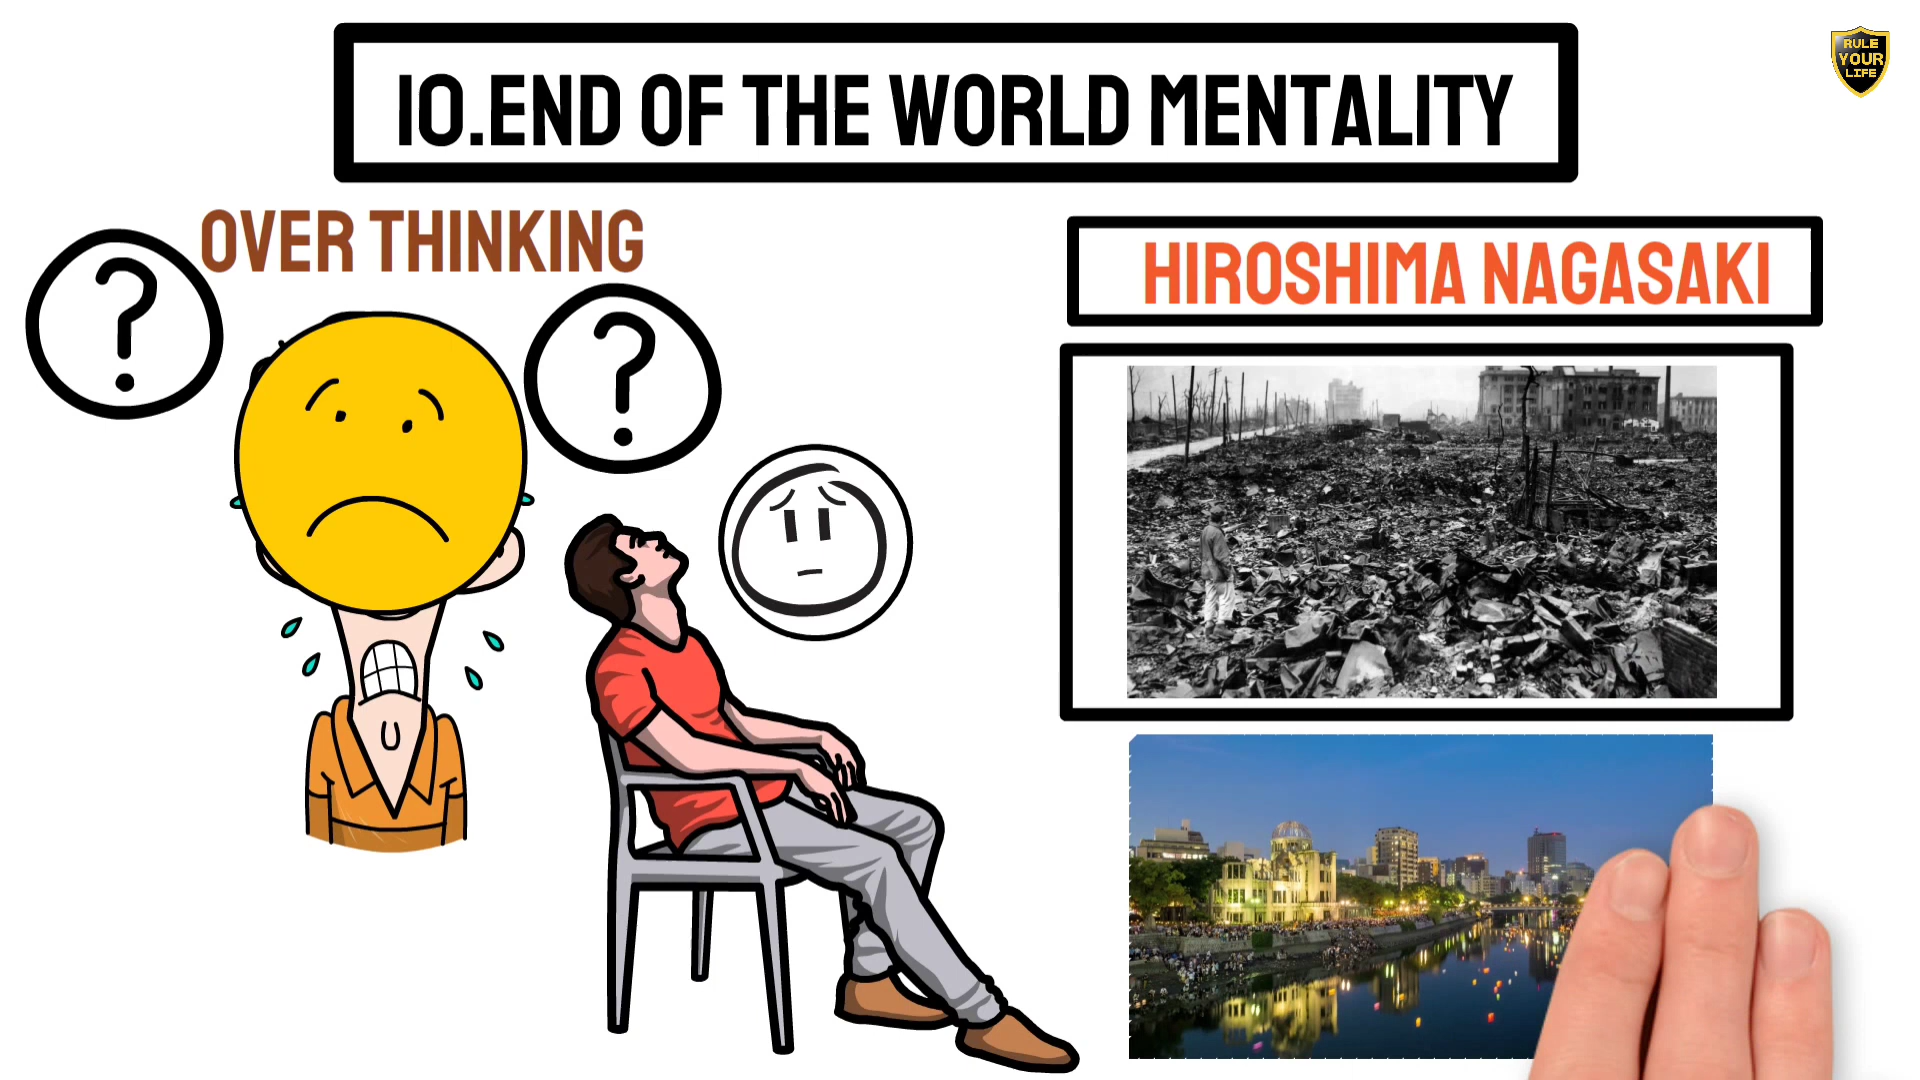 10.END OF THE WORLD MENTALITY
RULE
YOUR
LIFE
OVER THINKING
?
?
HIROSHIMA NAGASAKI